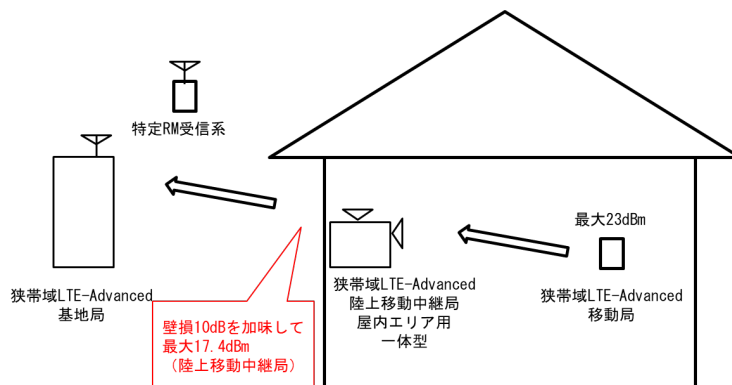 特定RM受信系
最大23dBm
狭帯域LTE-Advanced
基地局
狭帯域LTE-Advanced
陸上移動中継局
屋内エリア用
一体型
狭帯域LTE-Advanced
移動局
壁損10dBを加味して
最大17.4dBm
（陸上移動中継局）